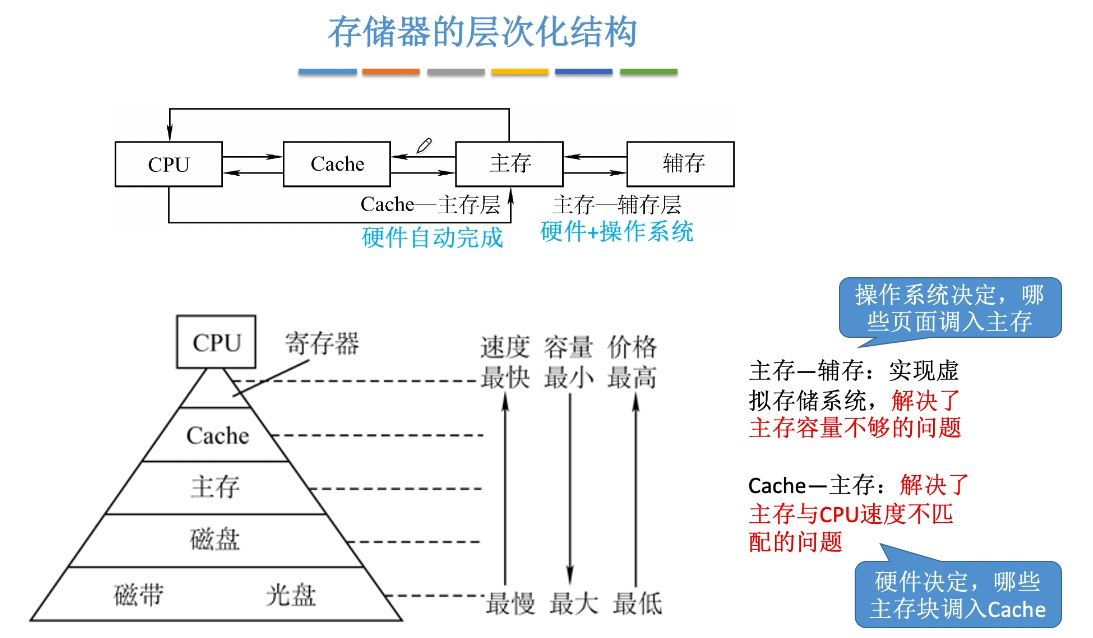 存储器的层次化结构
CPU
Cache
主存
辅存
Cache—主存层
主存—辅存层
硬件自动完成
硬件+操作系统
CPU
寄存器
Cache
主存
磁盘
磁带
光盘
速度 容量 价格
最快 最小 最高
最慢 最大 最低
操作系统决定，哪
些页面调入主存
主存—辅存：实现虚
拟存储系统，解决了
主存容量不够的问题
Cache—主存：解决了
主存与CPU速度不匹
配的问题
硬件决定，哪些
主存块调入Cache